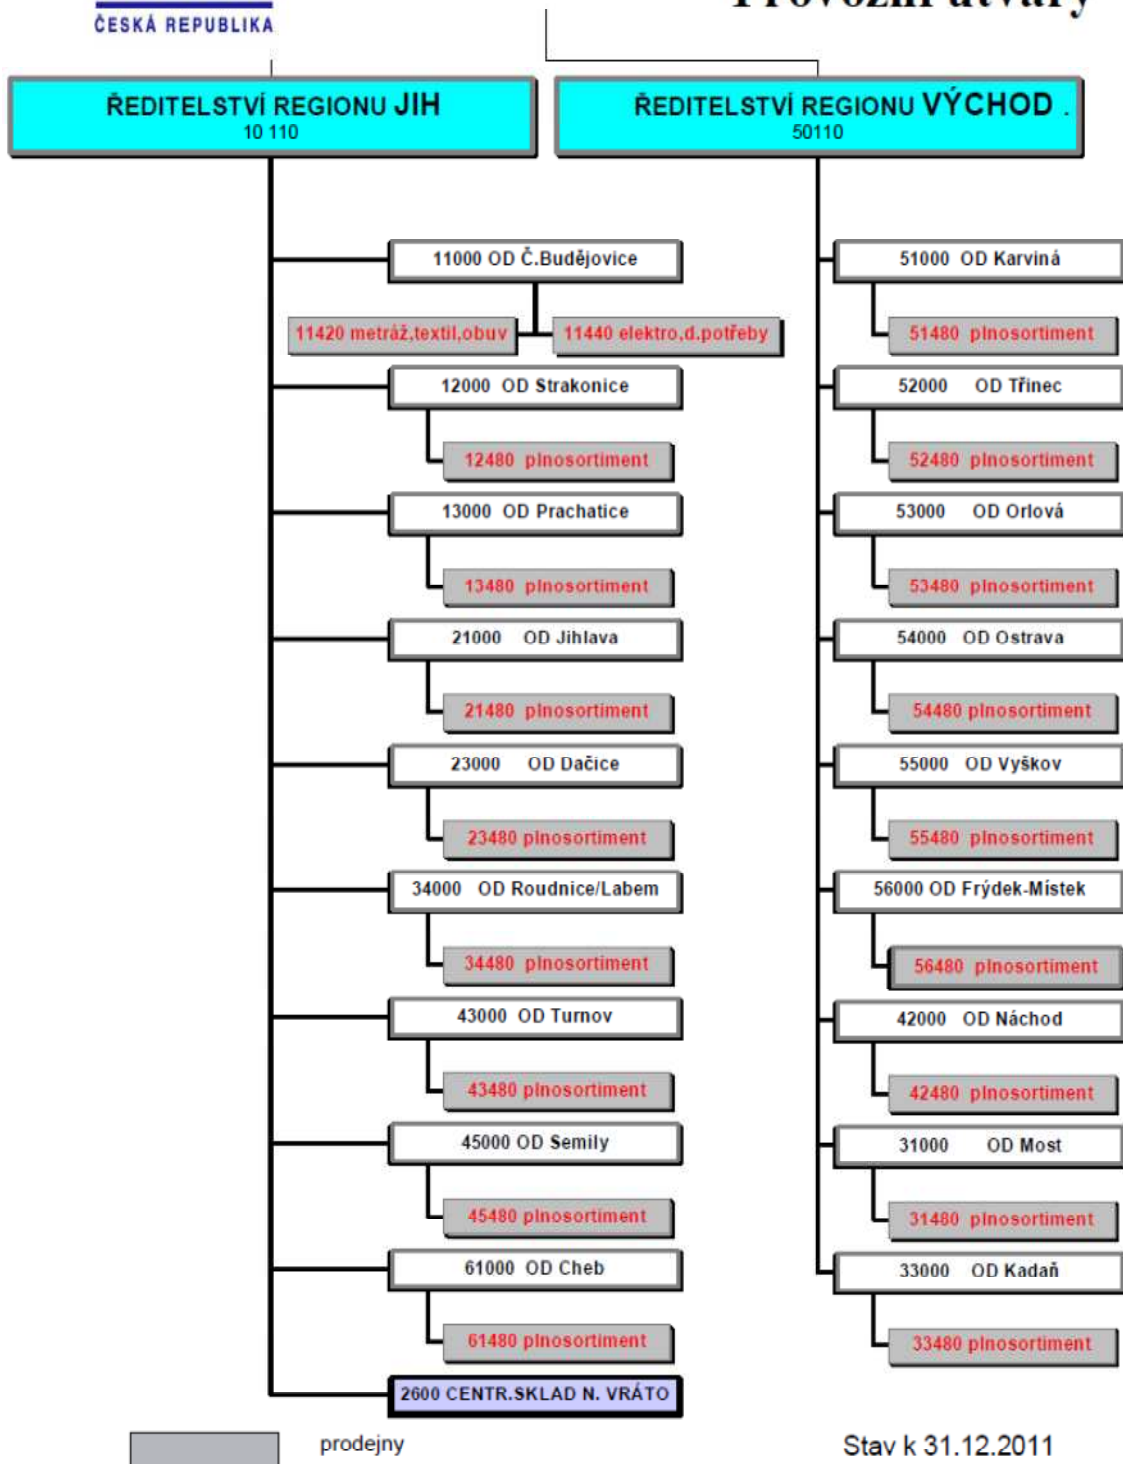 Provozní útvary
ČESKÁ REPUBLIKA
ŘEDITELSTVÍ REGIONU JIH
10 110
ŘEDITELSTVÍ REGIONU VÝCHOD .
50110
11000 OD Č.Budějovice
11420 metráž,textil,obuv
11440 elektro,d.potřeby
12000 OD Strakonice
12480 plnosortiment
13000 OD Prachatice
13480 plnosortiment
21000 OD Jihlava
21480 plnosortiment
23000 OD Dačice
23480 plnosortiment
34000 OD Roudnice/Labem
34480 plnosortiment
43000 OD Turnov
43480 plnosortiment
45000 OD Semily
45480 plnosortiment
61000 OD Cheb
61480 plnosortiment
2600 CENTR.SKLAD N. VRÁTO
51000 OD Karviná
51480 plnosortiment
52000 OD Třinec
52480 plnosortiment
53000 OD Orlová
53480 plnosortiment
54000 OD Ostrava
54480 plnosortiment
55000 OD Vyškov
55480 plnosortiment
56000 OD Frýdek-Místek
56480 plnosortiment
42000 OD Náchod
42480 plnosortiment
31000 OD Most
31480 plnosortiment
33000 OD Kadaň
33480 plnosortiment
prodejny
Stav k 31.12.2011